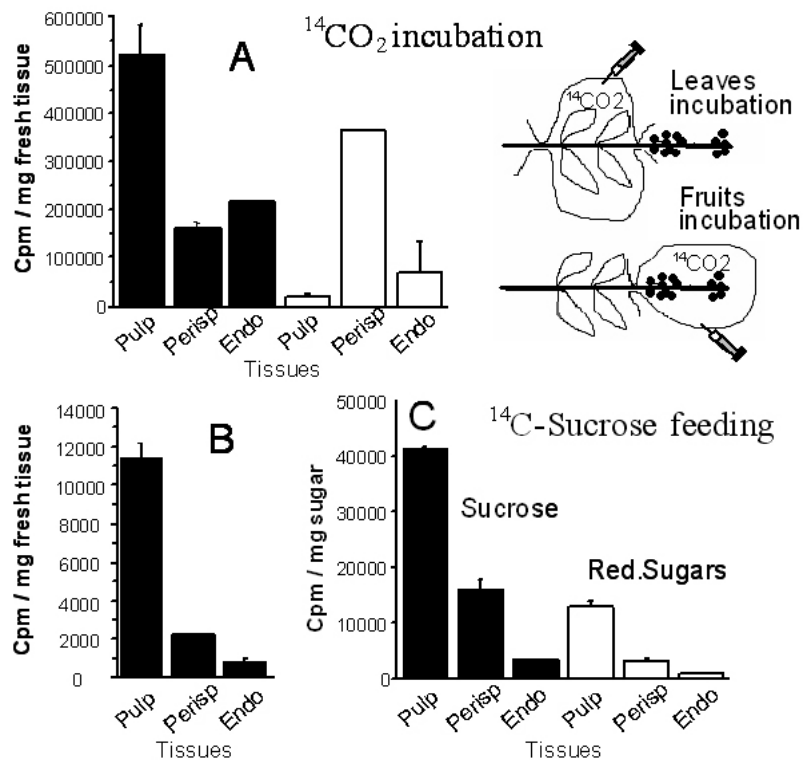 A
¹⁴CO₂ incubation
Cpm / mg fresh tissue
600000
500000
400000
300000
200000
100000
0
Pulp
Perisp
Endo
Pulp
Perisp
Endo
Tissues
¹⁴CO2
Leaves
incubation
Fruits
incubation
¹⁴CO2
B
Cpm / mg fresh tissue
14000
12000
10000
8000
6000
4000
2000
0
Pulp
Perisp
Endo
Tissues
C
¹⁴C-Sucrose feeding
Cpm / mg sugar
50000
40000
30000
20000
10000
0
Sucrose
Red.Sugars
Pulp
Perisp
Endo
Pulp
Perisp
Endo
Tissues